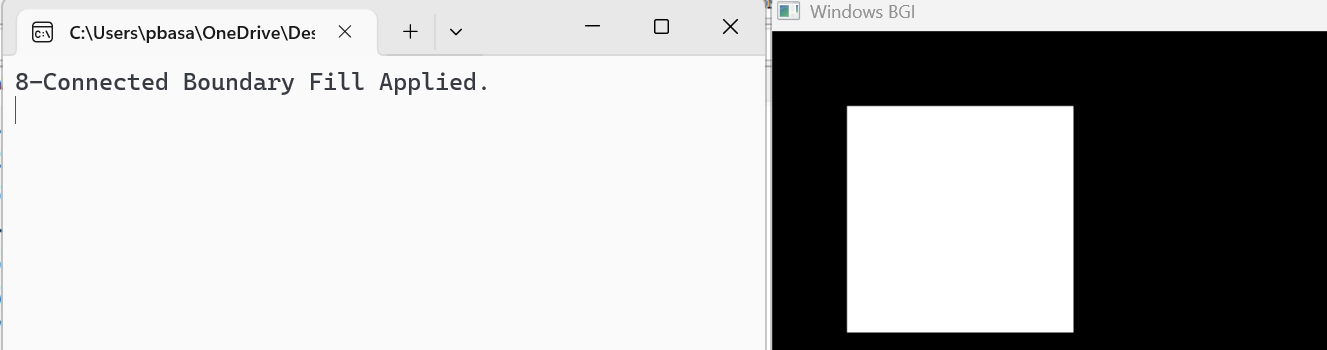 C:\Users\pbasa\OneDrive\Des
8-Connected Boundary Fill Applied.
Windows BGI